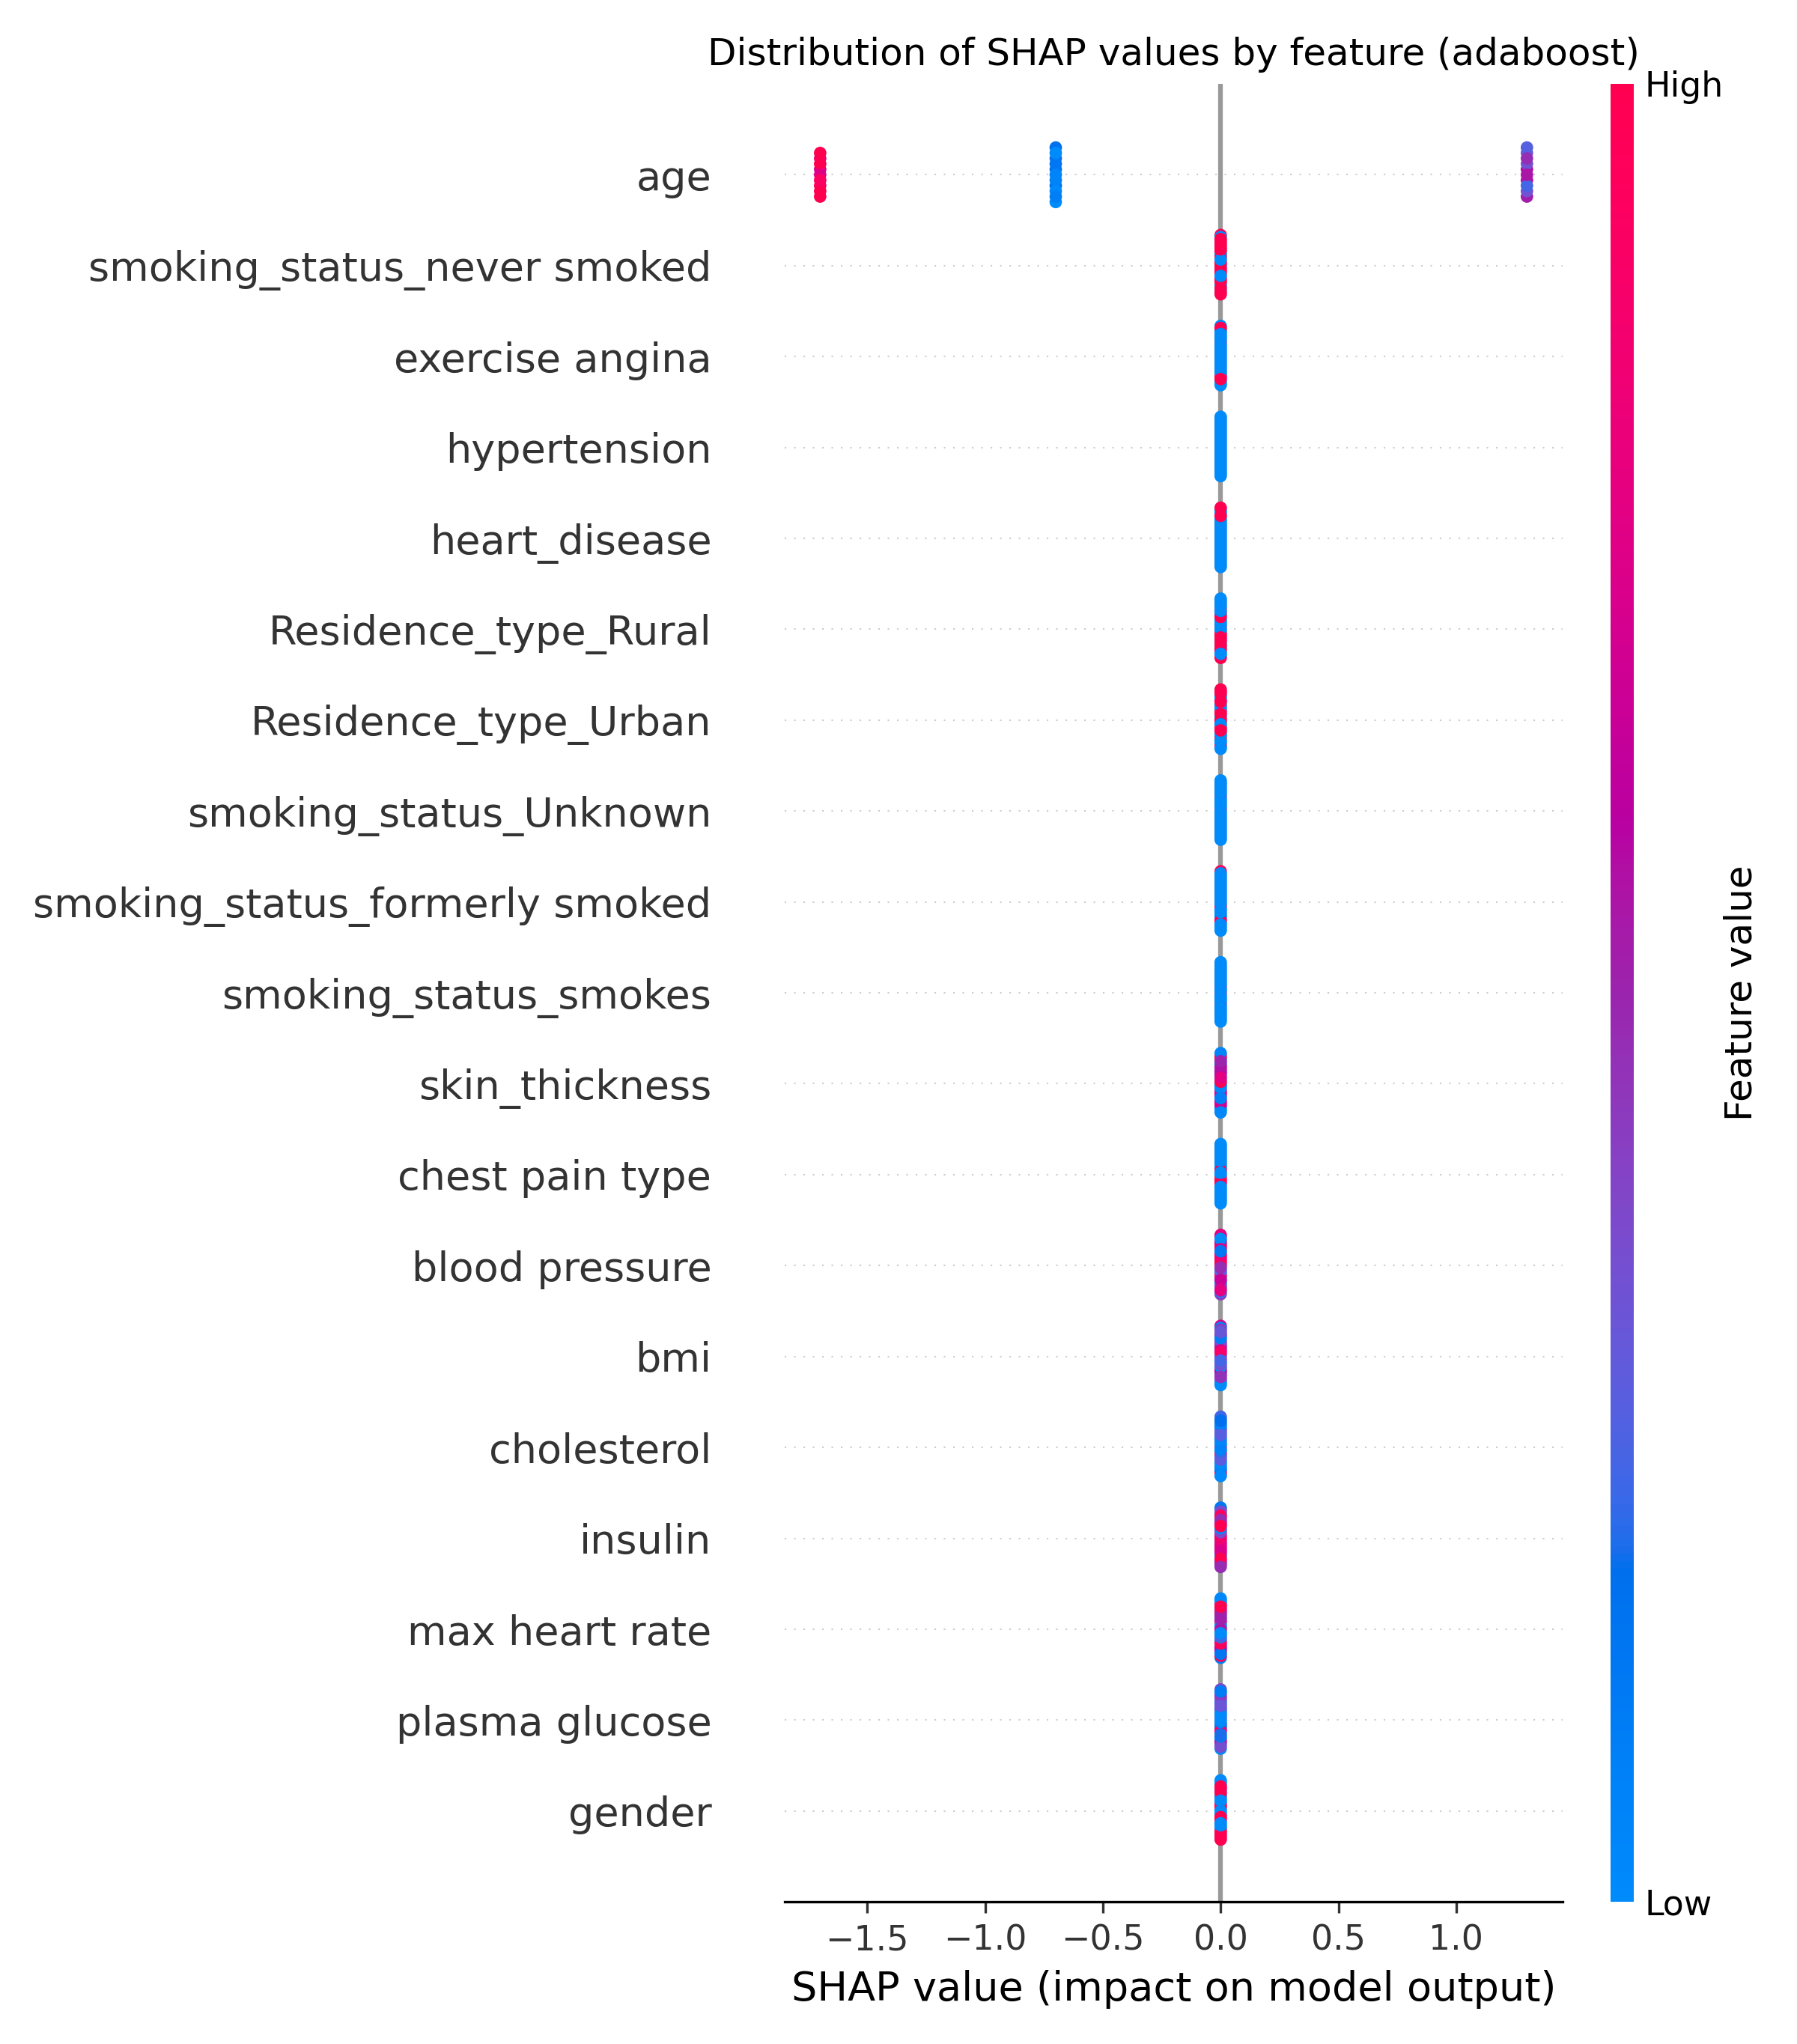 Distribution of SHAP values by feature (adaboost)
High
age
smoking_status_never smoked
exercise angina
hypertension
heart_disease
Residence_type_Rural
Residence_type_Urban
smoking_status_Unknown
smoking_status_formerly smoked
smoking_status_smokes
skin_thickness
chest pain type
blood pressure
bmi
cholesterol
insulin
max heart rate
plasma glucose
gender
Feature value
Low
−1.5 −1.0 −0.5 0.0 0.5 1.0
SHAP value (impact on model output)